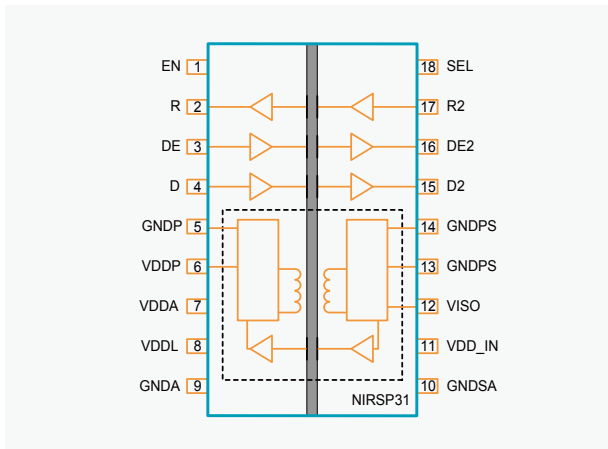 EN 1
18 SEL
R 2
17 R2
DE 3
16 DE2
D 4
15 D2
GNDP 5
14 GNDPS
VDDP 6
13 GNDPS
VDDA 7
12 VISO
VDDL 8
11 VDD_IN
GNDA 9
10 GNDSA
NIRSP31